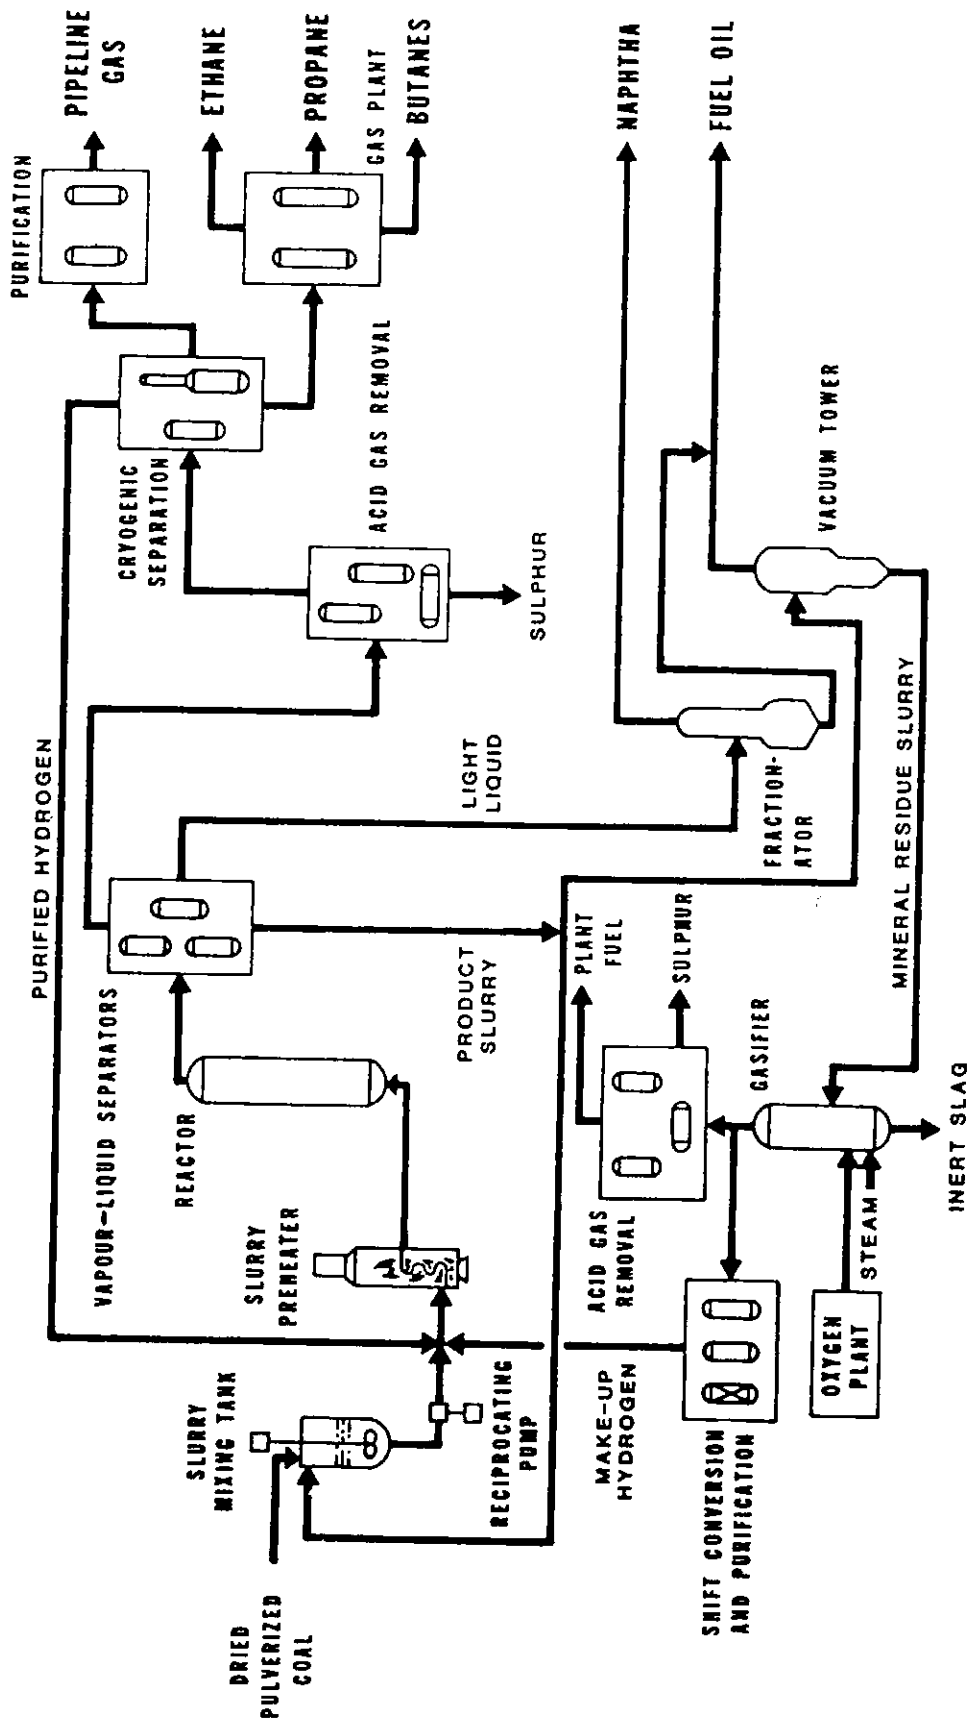 DRIED
PULVERIZED
COAL
SLURRY
MIXING TANK
RECIPROCATING
PUMP
SLURRY
PREHEATER
REACTOR
VAPOUR-LIQUID SEPARATORS
PURIFIED HYDROGEN
PRODUCT
SLURRY
LIGHT
LIQUID
CRYOGENIC
SEPARATION
ACID GAS REMOVAL
SULPHUR
PURIFICATION
PIPELINE
GAS
ETHANE
PROPANE
GAS PLANT
BUTANES
NAPHTHA
FUEL OIL
VACUUM TOWER
FRACTION-
ATOR
MINERAL RESIDUE SLURRY
PLANT
FUEL
SULPHUR
GASIFIER
ACID GAS
REMOVAL
MAKE-UP
HYDROGEN
SHIFT CONVERSION
AND PURIFICATION
OXYGEN
PLANT
STEAM
INERT SLAG